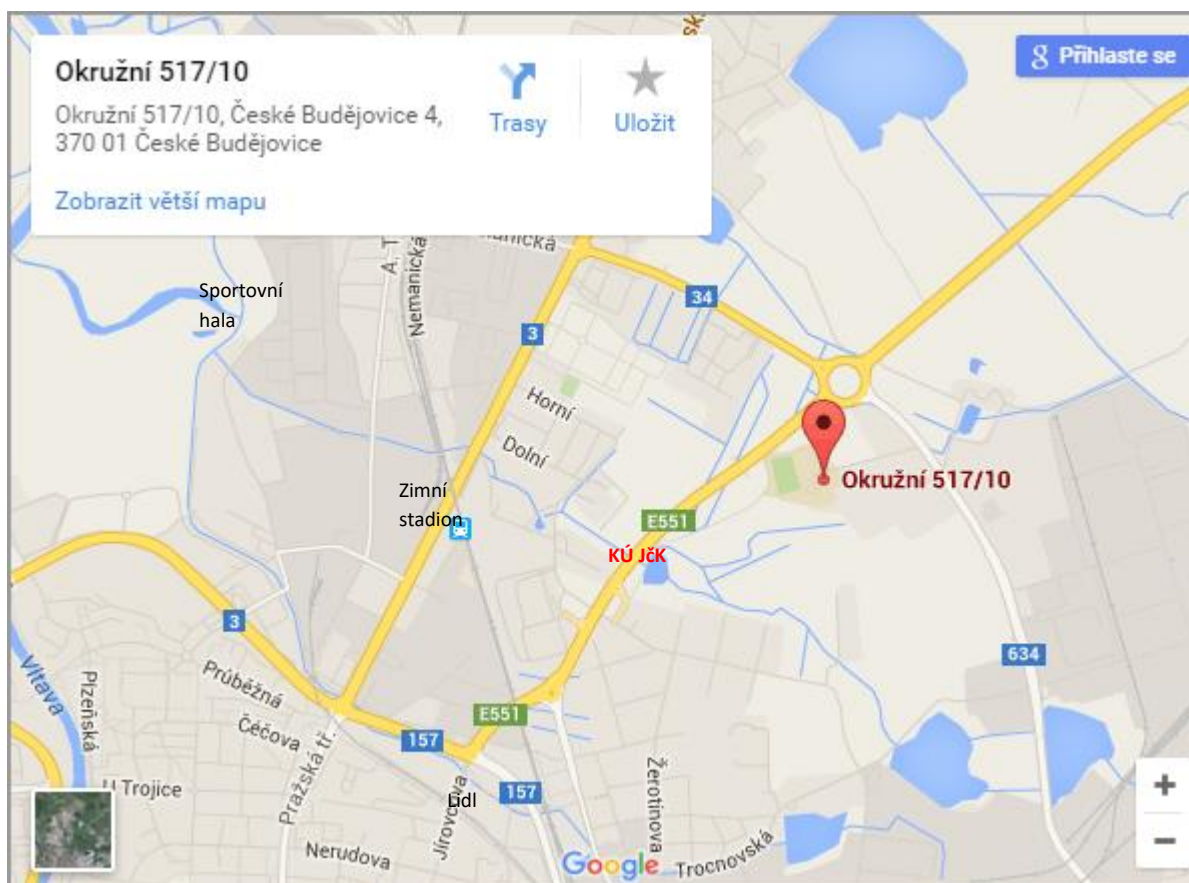 Okružní 517/10
Okružní 517/10, České Budějovice 4,
370 01 České Budějovice
Trasy
Uložit
Zobrazit větší mapu
g Přihlaste se
A. T
Nemanická
Sportovní
hala
34
3
Horní
Dolní
Zimní
stadion
Okružní 517/10
E551
KÚ JčK
3
634
Vltava
Plzeňská
Průběžná
Čéčova
Pražská tř.
E551
157
157
Lidl
U Trojice
Jírovcova
Žerotínova
Nerudova
Google
Trocnovská
+
−